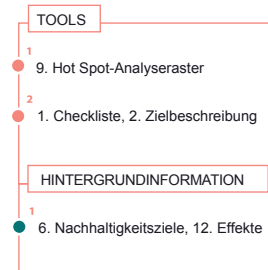 TOOLS
1
9. Hot Spot-Analyseraster
2
1. Checkliste, 2. Zielbeschreibung
HINTERGRUNDINFORMATION
1
6. Nachhaltigkeitsziele, 12. Effekte